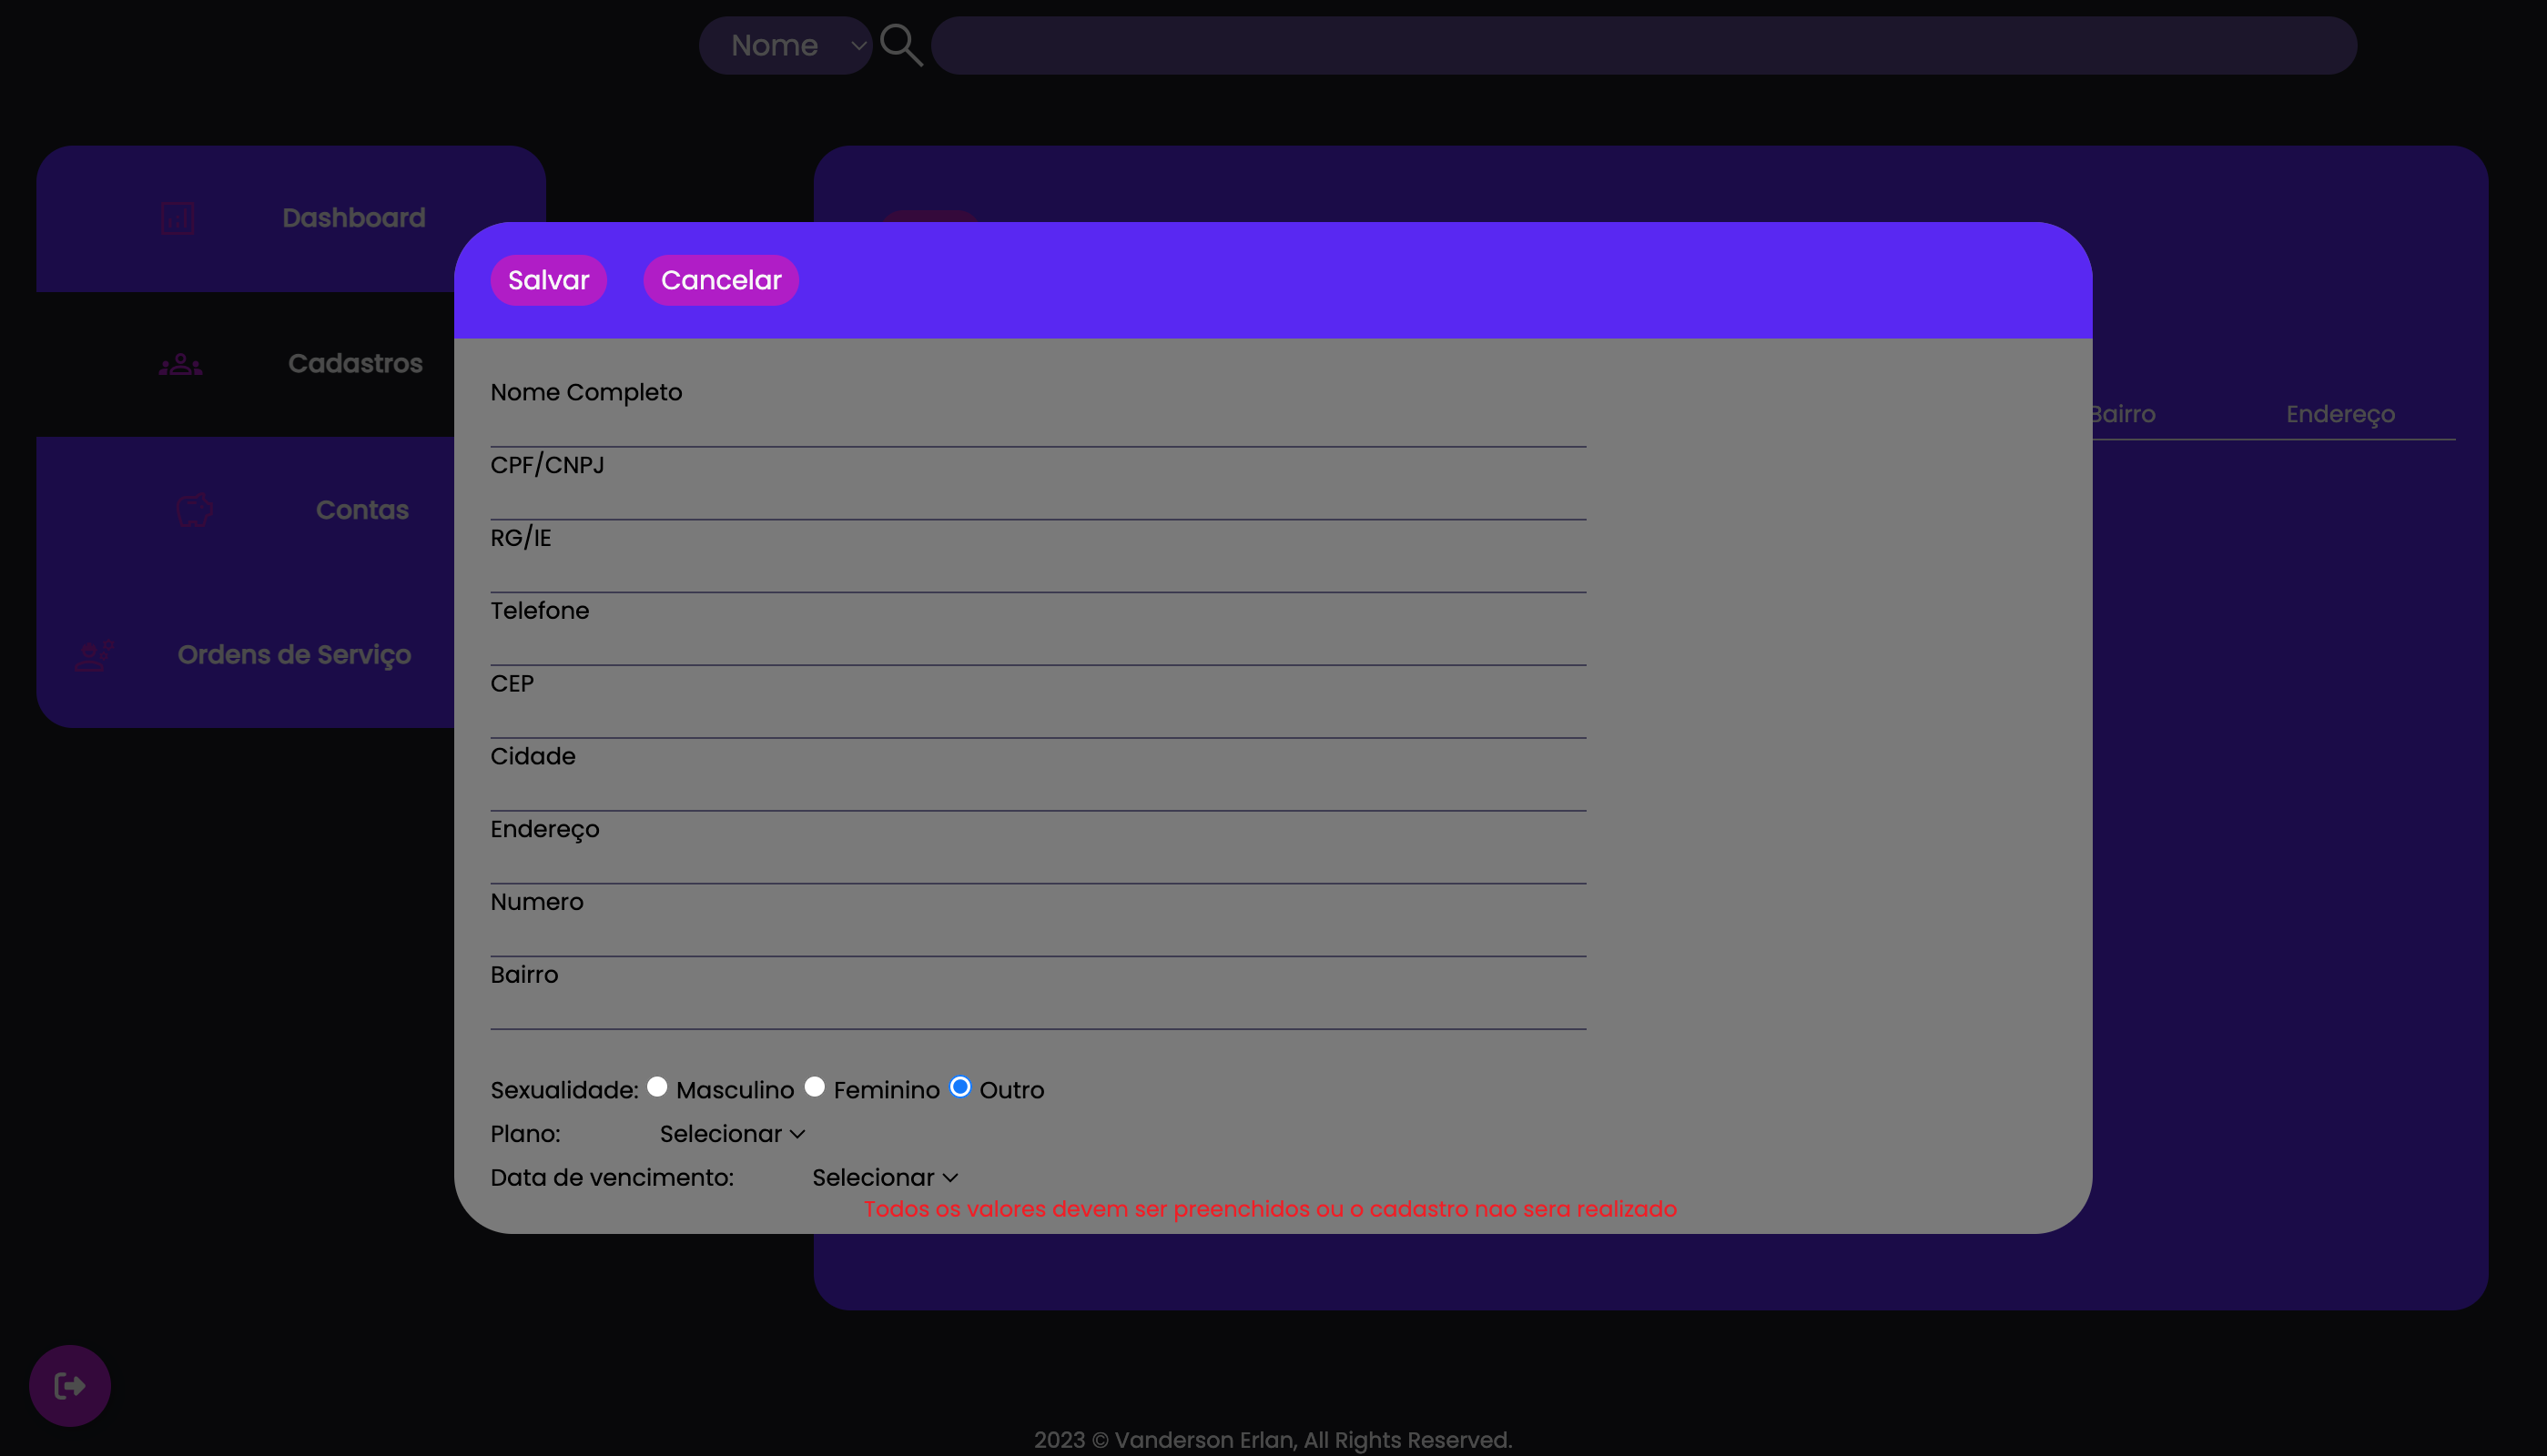 Nome
Dashboard
Cadastros
Contas
Ordens de Serviço
Salvar Cancelar
Nome Completo
CPF/CNPJ
RG/IE
Telefone
CEP
Cidade
Endereço
Numero
Bairro
Sexualidade: Masculino Feminino Outro
Plano: Selecionar
Data de vencimento: Selecionar
Todos os valores devem ser preenchidos ou o cadastro nao sera realizado
Bairro Endereço
2023 © Vanderson Erlan, All Rights Reserved.